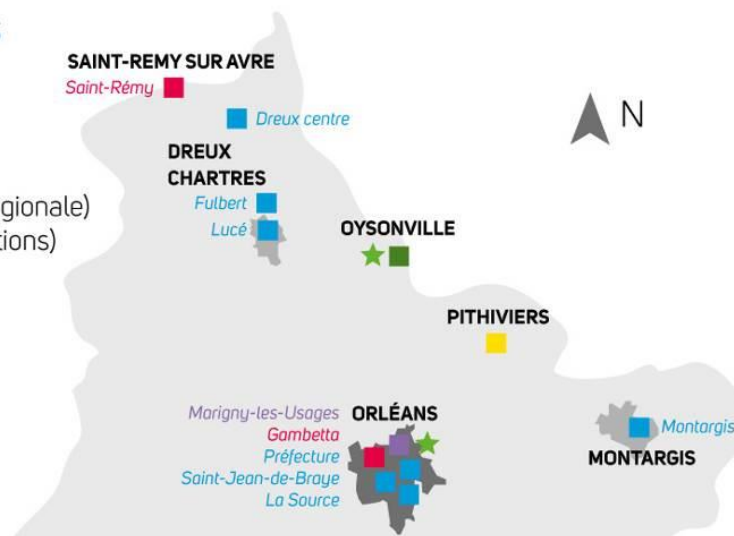 SAINT-REMY SUR AVRE
Saint-Rémy
Dreux centre
N
DREUX
CHARTRES
gionale)
Fulbert
tions)
Lucé
OYSONVILLE
PITHIVIERS
Marigny-les-Usages
ORLÉANS
Gambetta
Préfecture
Saint-Jean-de-Braye
La Source
Montargis
MONTARGIS